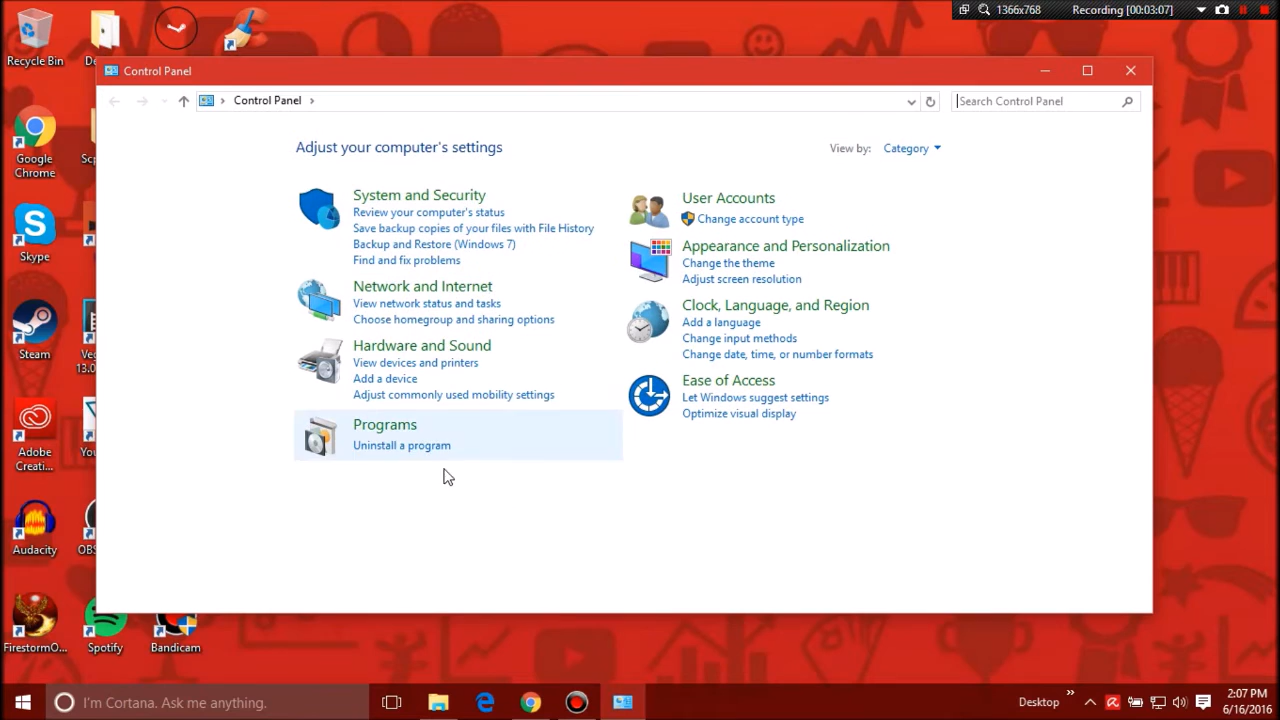 1366x768
Recording [00:03:07]
Recycle Bin
Control Panel
Control Panel
Search Control Panel
Adjust your computer's settings
View by: Category
System and Security
Review your computer's status
Save backup copies of your files with File History
Backup and Restore (Windows 7)
Find and fix problems
Network and Internet
View network status and tasks
Choose homegroup and sharing options
Hardware and Sound
View devices and printers
Add a device
Adjust commonly used mobility settings
Programs
Uninstall a program
User Accounts
Change account type
Appearance and Personalization
Change the theme
Adjust screen resolution
Clock, Language, and Region
Add a language
Change input methods
Change date, time, or number formats
Ease of Access
Let Windows suggest settings
Optimize visual display
Google
Chrome
Skype
Steam
13.0
Adobe
Creati...
Audacity
FirestormO...
Spotify
Bandicam
I'm Cortana. Ask me anything.
Desktop
2:07 PM
6/16/2016